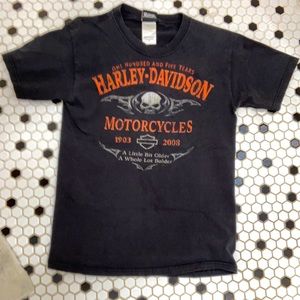 One Hundred and Five Years
Harley-Davidson
Motorcycles
1903 2008
A Little Bit Older
A Whole Lot Bolder